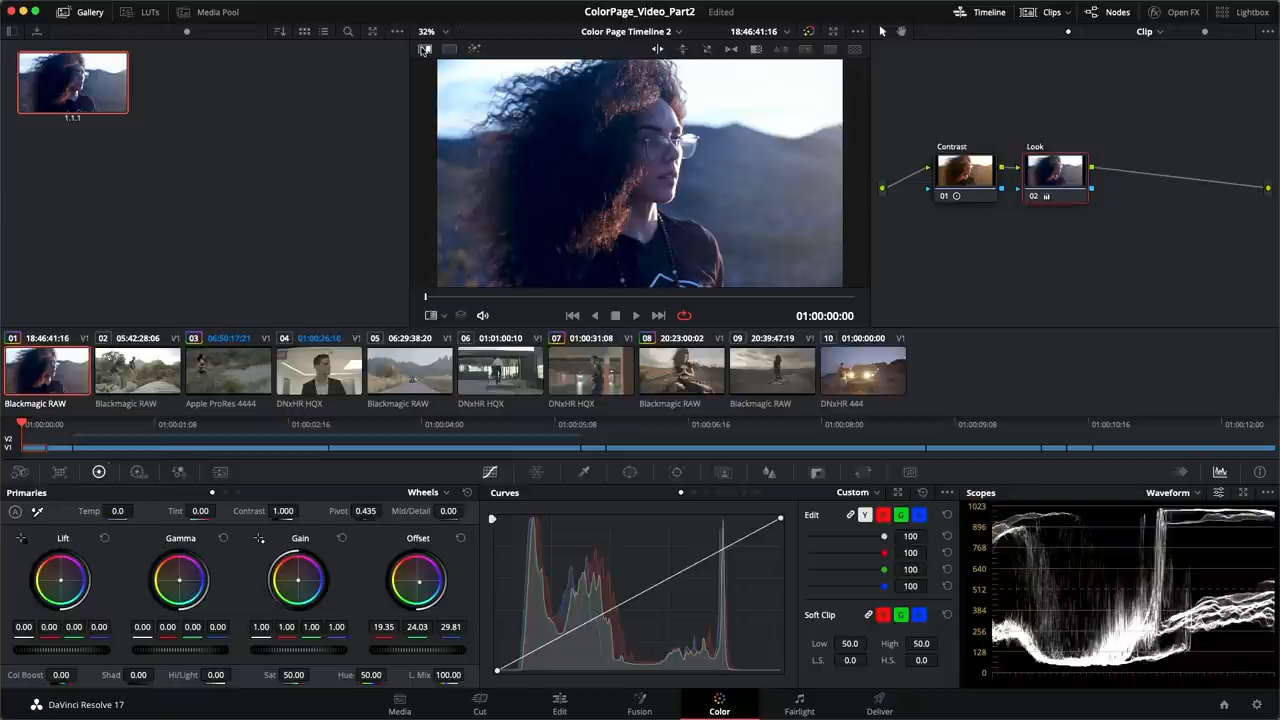 Gallery LUTs Media Pool ColorPage_Video_Part2 Edited Timeline Clips Nodes Open FX Lightbox
32% Color Page Timeline 2 18:46:41:16 Clip
1.1.1
Contrast Look
01 02
01:00:00:00
01 18:46:41:16 V1 02 05:42:28:06 V1 03 06:50:17:21 V1 04 01:00:26:16 V1 05 06:29:38:20 V1 06 01:01:00:10 V1 07 01:00:31:08 V1 08 20:23:00:02 V1 09 20:39:47:19 V1 10 01:00:00:00 V1
Blackmagic RAW Blackmagic RAW Apple ProRes 4444 DNxHR HQX Blackmagic RAW DNxHR HQX DNxHR HQX Blackmagic RAW Blackmagic RAW DNxHR 444
01:00:00:00 01:00:01:08 01:00:02:16 01:00:04:00 01:00:05:08 01:00:06:16 01:00:08:00 01:00:09:08 01:00:10:16 01:00:12:00
V2
V1
Primaries Wheels Curves Custom Scopes Waveform
A Temp 0.0 Tint 0.00 Contrast 1.000 Pivot 0.435 Mid/Detail 0.00
Lift Gamma Gain Offset
0.00 0.00 0.00 0.00 0.00 0.00 0.00 0.00 1.00 1.00 1.00 1.00 19.35 24.03 29.81
Col Boost 0.00 Shad 0.00 Hi/Light 0.00 Sat 50.00 Hue 50.00 L. Mix 100.00
Edit Y R G B
100
100
100
100
Soft Clip R G B
Low 50.0 High 50.0
L.S. 0.0 H.S. 0.0
1023
896
768
640
512
384
256
128
0
DaVinci Resolve 17 Media Cut Edit Fusion Color Fairlight Deliver